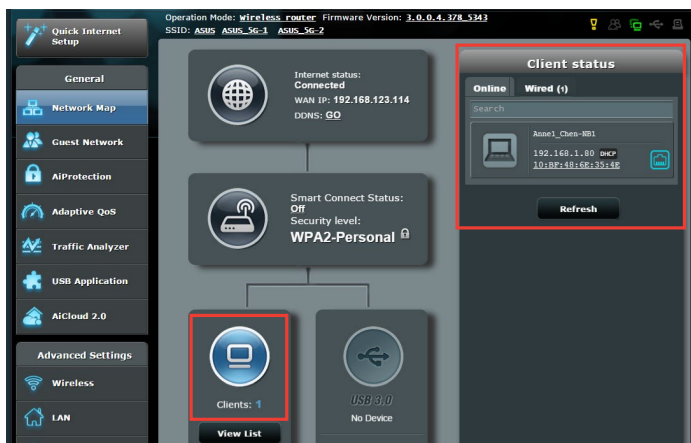 Operation Mode: Wireless router Firmware Version: 3.0.0.4.378_5343
SSID: ASUS ASUS_5G-1 ASUS_5G-2
Quick Internet
Setup
General
Network Map
Guest Network
AiProtection
Adaptive QoS
Traffic Analyzer
USB Application
AiCloud 2.0
Advanced Settings
Wireless
LAN
Internet status:
Connected
WAN IP: 192.168.123.114
DDNS: GO
Smart Connect Status:
Off
Security level:
WPA2-Personal
Clients: 1
View List
USB 3.0
No Device
Client status
Online Wired (1)
Search
Anne1_Chen-NB1
192.168.1.80 DHCP
10:BF:48:6E:35:4E
Refresh